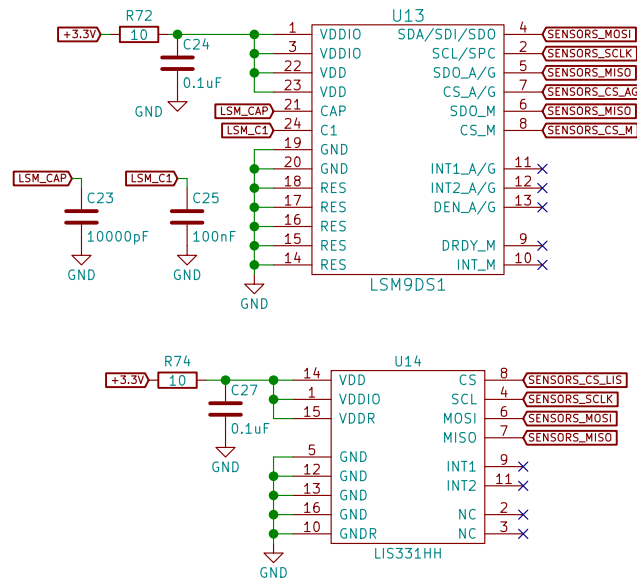 U13
R72
+3.3V
10
C24
0.1uF
GND
1 VDDIO
3 VDDIO
22 VDD
23 VDD
LSM_CAP 21 CAP
LSM_C1 24 C1
19 GND
20 GND
18 RES
17 RES
16 RES
15 RES
14 RES
GND
SDA/SDI/SDO 4 SENSORS_MOSI
SCL/SPC 2 SENSORS_SCLK
SDO_A/G 5 SENSORS_MISO
CS_A/G 7 SENSORS_CS_AG
SDO_M 6 SENSORS_MISO
CS_M 8 SENSORS_CS_M
INT1_A/G 11
INT2_A/G 12
DEN_A/G 13
DRDY_M 9
INT_M 10
LSM9DS1
LSM_CAP
C23
10000pF
GND
LSM_C1
C25
100nF
GND
U14
R74
+3.3V
10
C27
0.1uF
GND
14 VDD
1 VDDIO
15 VDDR
5 GND
12 GND
13 GND
16 GND
10 GNDR
GND
CS 8 SENSORS_CS_LIS
SCL 4 SENSORS_SCLK
MOSI 6 SENSORS_MOSI
MISO 7 SENSORS_MISO
INT1 9
INT2 11
NC 2
NC 3
LIS331HH